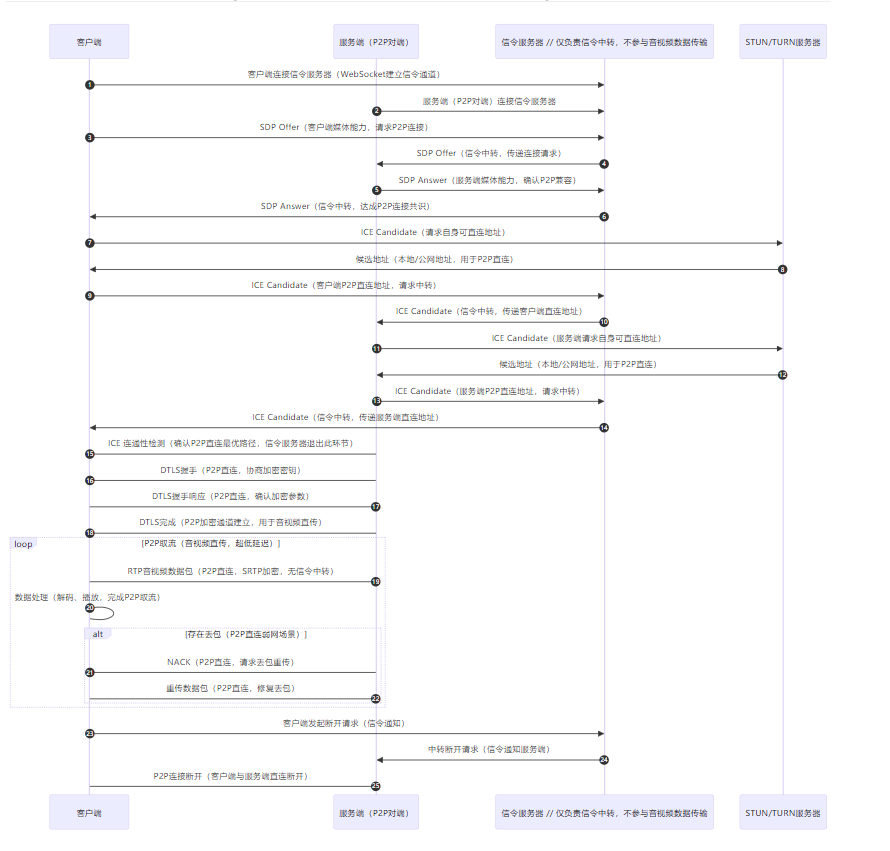 客户端
服务端（P2P对端）
信令服务器 // 仅负责信令中转，不参与音视频数据传输
STUN/TURN服务器
客户端连接信令服务器（WebSocket建立信令通道）
1
服务端（P2P对端）连接信令服务器
2
SDP Offer（客户端媒体能力，请求P2P连接）
3
SDP Offer（信令中转，传递连接请求）
4
SDP Answer（服务端媒体能力，确认P2P兼容）
5
SDP Answer（信令中转，达成P2P连接共识）
6
ICE Candidate（请求自身可直连地址）
7
候选地址（本地/公网地址，用于P2P直连）
8
ICE Candidate（客户端P2P直连地址，请求中转）
9
ICE Candidate（信令中转，传递客户端直连地址）
10
ICE Candidate（服务端请求自身可直连地址）
11
候选地址（本地/公网地址，用于P2P直连）
12
ICE Candidate（服务端P2P直连地址，请求中转）
13
ICE Candidate（信令中转，传递服务端直连地址）
14
ICE 连通性检测（确认P2P直连最优路径，信令服务器退出此环节）
15
DTLS握手（P2P直连，协商加密密钥）
16
DTLS握手响应（P2P直连，确认加密参数）
17
DTLS完成（P2P加密通道建立，用于音视频直传）
18
loop
[P2P取流（音视频直传，超低延迟）]
RTP音视频数据包（P2P直连，SRTP加密，无信令中转）
19
数据处理（解码、播放，完成P2P取流）
20
alt
[存在丢包（P2P直连弱网场景）]
NACK（P2P直连，请求丢包重传）
21
重传数据包（P2P直连，修复丢包）
22
客户端发起断开请求（信令通知）
23
中转断开请求（信令通知服务端）
24
P2P连接断开（客户端与服务端直连断开）
25
客户端
服务端（P2P对端）
信令服务器 // 仅负责信令中转，不参与音视频数据传输
STUN/TURN服务器